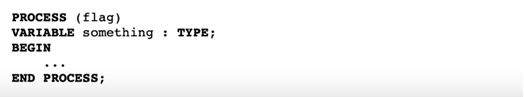 PROCESS (flag)
VARIABLE something : TYPE;
BEGIN
    ...
END PROCESS;